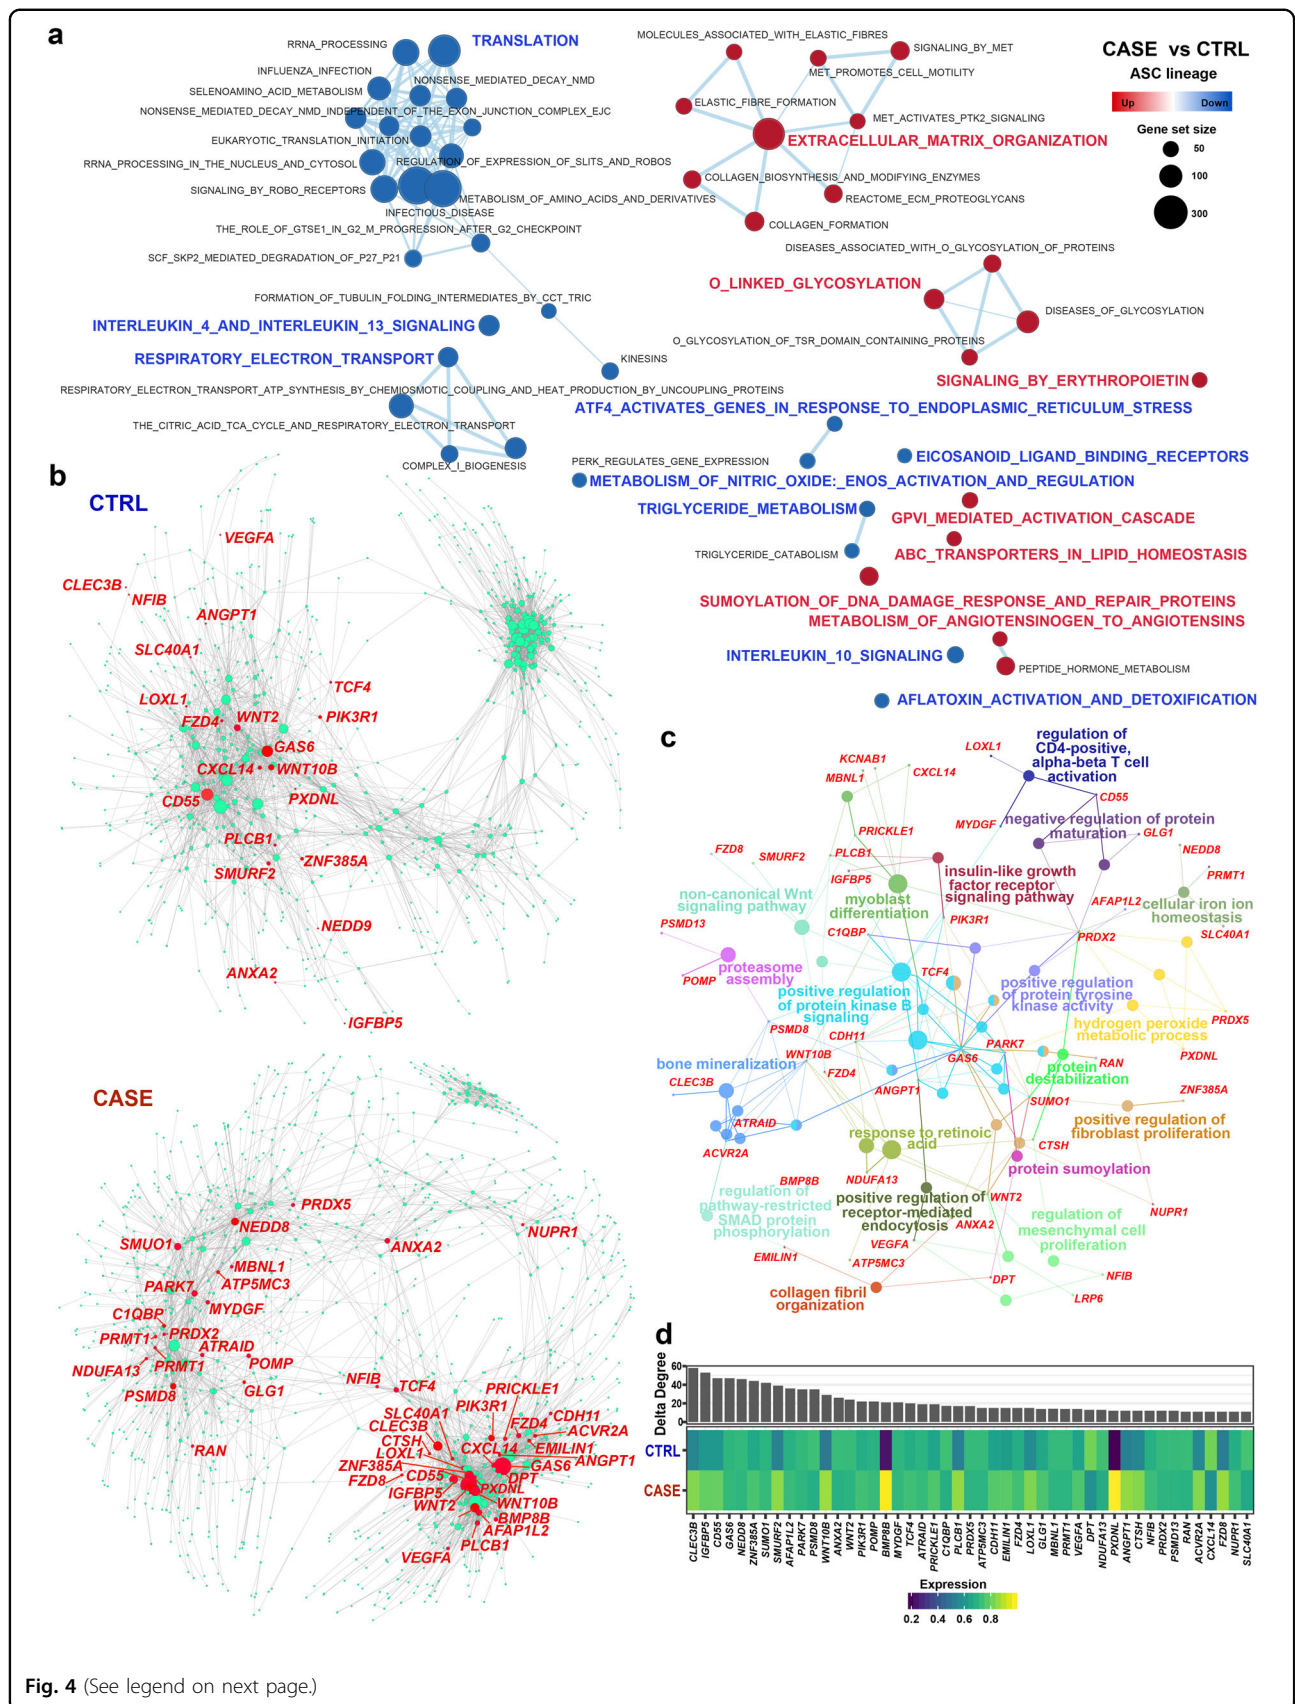 a
RRNA_PROCESSING
TRANSLATION
INFLUENZA_INFECTION
NONSENSE_MEDIATED_DECAY_NMD
SELENOAMINO_ACID_METABOLISM
NONSENSE_MEDIATED_DECAY_NMD_INDEPENDENT_OF_THE_EXON_JUNCTION_COMPLEX_EJC
EUKARYOTIC_TRANSLATION_INITIATION
RRNA_PROCESSING_IN_THE_NUCLEUS_AND_CYTOSOL
REGULATION_OF_EXPRESSION_OF_SLITS_AND_ROBOS
SIGNALING_BY_ROBO_RECEPTORS
METABOLISM_OF_AMINO_ACIDS_AND_DERIVATIVES
INFECTIOUS_DISEASE
THE_ROLE_OF_GTSE1_IN_G2_M_PROGRESSION_AFTER_G2_CHECKPOINT
SCF_SKP2_MEDIATED_DEGRADATION_OF_P27_P21
FORMATION_OF_TUBULIN_FOLDING_INTERMEDIATES_BY_CCT_TRIC
INTERLEUKIN_4_AND_INTERLEUKIN_13_SIGNALING
KINESINS
RESPIRATORY_ELECTRON_TRANSPORT
RESPIRATORY_ELECTRON_TRANSPORT_ATP_SYNTHESIS_BY_CHEMIOSMOTIC_COUPLING_AND_HEAT_PRODUCTION_BY_UNCOUPLING_PROTEINS
THE_CITRIC_ACID_TCA_CYCLE_AND_RESPIRATORY_ELECTRON_TRANSPORT
COMPLEX_I_BIOGENESIS
MOLECULES_ASSOCIATED_WITH_ELASTIC_FIBRES
SIGNALING_BY_MET
MET_PROMOTES_CELL_MOTILITY
ELASTIC_FIBRE_FORMATION
MET_ACTIVATES_PTK2_SIGNALING
EXTRACELLULAR_MATRIX_ORGANIZATION
COLLAGEN_BIOSYNTHESIS_AND_MODIFYING_ENZYMES
REACTOME_ECM_PROTEOGLYCANS
COLLAGEN_FORMATION
DISEASES_ASSOCIATED_WITH_O_GLYCOSYLATION_OF_PROTEINS
O_LINKED_GLYCOSYLATION
DISEASES_OF_GLYCOSYLATION
O_GLYCOSYLATION_OF_TSR_DOMAIN_CONTAINING_PROTEINS
SIGNALING_BY_ERYTHROPOIETIN
ATF4_ACTIVATES_GENES_IN_RESPONSE_TO_ENDOPLASMIC_RETICULUM_STRESS
PERK_REGULATES_GENE_EXPRESSION
EICOSANOID_LIGAND_BINDING_RECEPTORS
METABOLISM_OF_NITRIC_OXIDE:_ENOS_ACTIVATION_AND_REGULATION
TRIGLYCERIDE_METABOLISM
GPVI_MEDIATED_ACTIVATION_CASCADE
TRIGLYCERIDE_CATABOLISM
ABC_TRANSPORTERS_IN_LIPID_HOMEOSTASIS
SUMOYLATION_OF_DNA_DAMAGE_RESPONSE_AND_REPAIR_PROTEINS
METABOLISM_OF_ANGIOTENSINOGEN_TO_ANGIOTENSINS
INTERLEUKIN_10_SIGNALING
PEPTIDE_HORMONE_METABOLISM
AFLATOXIN_ACTIVATION_AND_DETOXIFICATION
CASE vs CTRL
ASC lineage
Up
Down
Gene set size
50
100
300
b
CTRL
VEGFA
CLEC3B
NFIB
ANGPT1
SLC40A1
TCF4
LOXL1
FZD4
WNT2
PIK3R1
GAS6
CXCL14
WNT10B
CD55
PXDNL
PLCB1
ZNF385A
SMURF2
NEDD9
ANXA2
IGFBP5
CASE
PRDX5
NEDD8
SMUO1
ANXA2
NUPR1
MBNL1
ATP5MC3
PARK7
MYDGF
C1QBP
PRMT1
PRDX2
ATRAID
NDUFA13
PRMT1
POMP
PSMD8
GLG1
RAN
NFIB
TCF4
PRICKLE1
PIK3R1
SLC40A1
CLEC3B
FZD4
CDH11
ACVR2A
CTSH
LOXL1
CXCL14
EMILIN1
ANGPT1
ZNF385A
GAS6
FZD8
CD55
DPT
IGFBP5
PXDNL
WNT2
WNT10B
BMP8B
AFAP1L2
PLCB1
VEGFA
c
regulation of
CD4-positive,
alpha-beta T cell
activation
LOXL1
KCNAB1
MBNL1
CXCL14
CD55
MYDGF
negative regulation of protein
maturation
PRICKLE1
GLG1
FZD8
SMURF2
PLCB1
NEDD8
IGFBP5
insulin-like growth
factor receptor
signaling pathway
PRMT1
non-canonical Wnt
signaling pathway
myoblast
differentiation
AFAP1L2
cellular iron ion
homeostasis
PSMD13
PIK3R1
C1QBP
PRDX2
SLC40A1
proteasome
assembly
TCF4
POMP
positive regulation
of protein kinase B
signaling
positive regulation
of protein tyrosine
kinase activity
PSMD8
CDH11
hydrogen peroxide
metabolic process
PRDX5
WNT10B
PARK7
GAS6
PXDNL
bone mineralization
FZD4
RAN
protein
destabilization
CLEC3B
ANGPT1
ZNF385A
SUMO1
ATRAID
positive regulation of
fibroblast proliferation
response to retinoic
acid
ACVR2A
CTSH
protein sumoylation
NDUFA13
BMP8B
regulation of
pathway-restricted
SMAD protein
phosphorylation
positive regulation of
receptor-mediated
endocytosis
WNT2
ANXA2
NUPR1
regulation of
mesenchymal cell
proliferation
VEGFA
EMILIN1
ATP5MC3
DPT
NFIB
LRP6
collagen fibril
organization
d
Delta Degree
60
40
20
0
CTRL
CASE
CLEC3B
IGFBP5
CD55
GAS6
NEDD8
ZNF385A
SUMO1
SMURF2
AFAP1L2
PARK7
PSMD8
WNT10B
ANXA2
WNT2
PIK3R1
POMP
BMP8B
MYDGF
TCF4
ATRAID
PRICKLE1
C1QBP
PLCB1
PRDX5
ATP5MC3
CDH11
EMILIN1
FZD4
LOXL1
GLG1
MBNL1
PRMT1
VEGFA
DPT
NDUFA13
PXDNL
ANGPT1
CTSH
NFIB
PRDX2
PSMD13
RAN
ACVR2A
CXCL14
FZD8
NUPR1
SLC40A1
Expression
0.2 0.4 0.6 0.8
Fig. 4 (See legend on next page.)